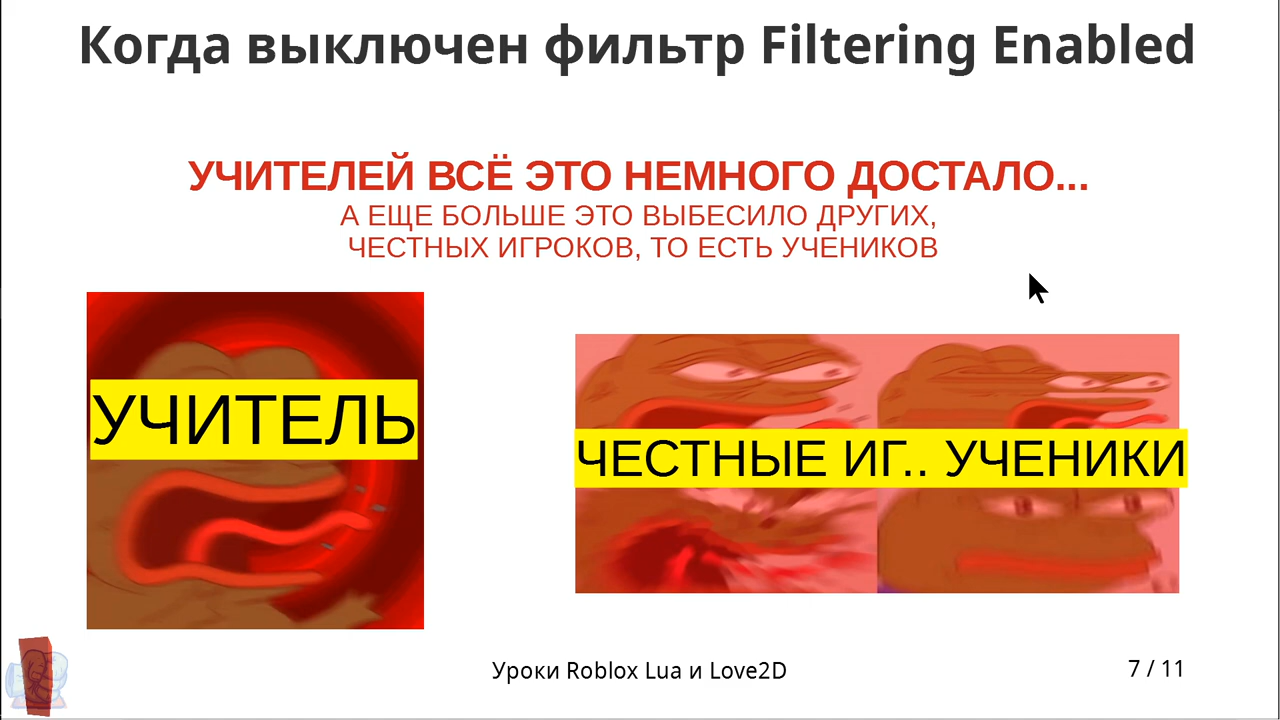 Когда выключен фильтр Filtering Enabled
УЧИТЕЛЕЙ ВСЁ ЭТО НЕМНОГО ДОСТАЛО...
А ЕЩЕ БОЛЬШЕ ЭТО ВЫБЕСИЛО ДРУГИХ,
ЧЕСТНЫХ ИГРОКОВ, ТО ЕСТЬ УЧЕНИКОВ
УЧИТЕЛЬ
ЧЕСТНЫЕ ИГ.. УЧЕНИКИ
Уроки Roblox Lua и Love2D
7 / 11